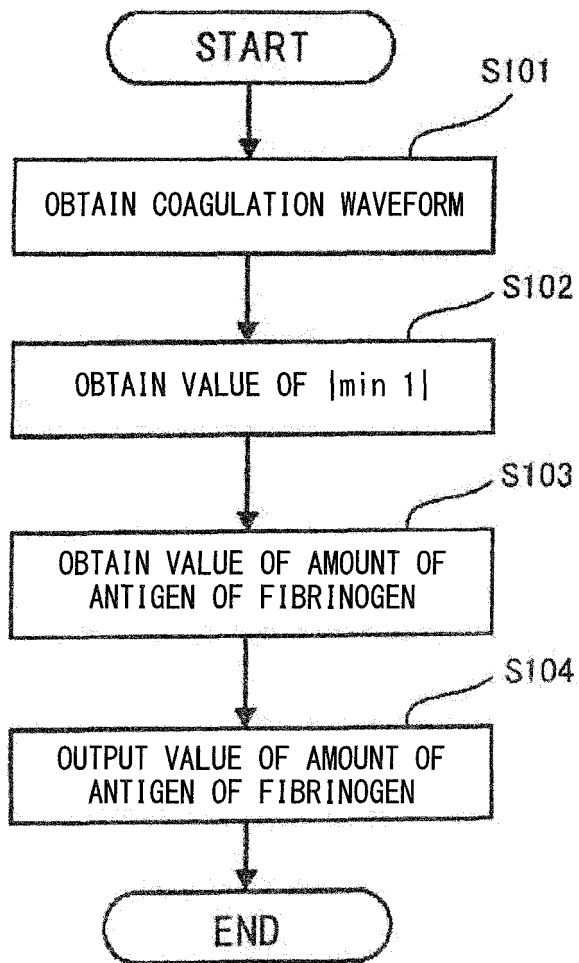 START
S101
OBTAIN COAGULATION WAVEFORM
S102
OBTAIN VALUE OF |min 1|
S103
OBTAIN VALUE OF AMOUNT OF
ANTIGEN OF FIBRINOGEN
S104
OUTPUT VALUE OF AMOUNT OF
ANTIGEN OF FIBRINOGEN
END